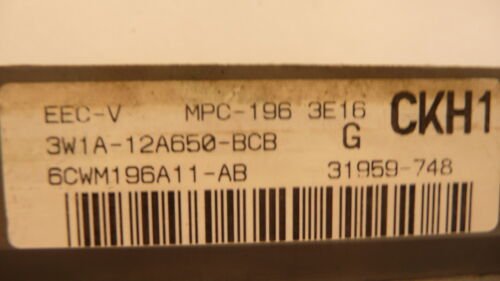 EEC-V MPC-196 3E16 CKH1
3W1A-12A650-BCB G
6CWM196A11-AB 31959-748